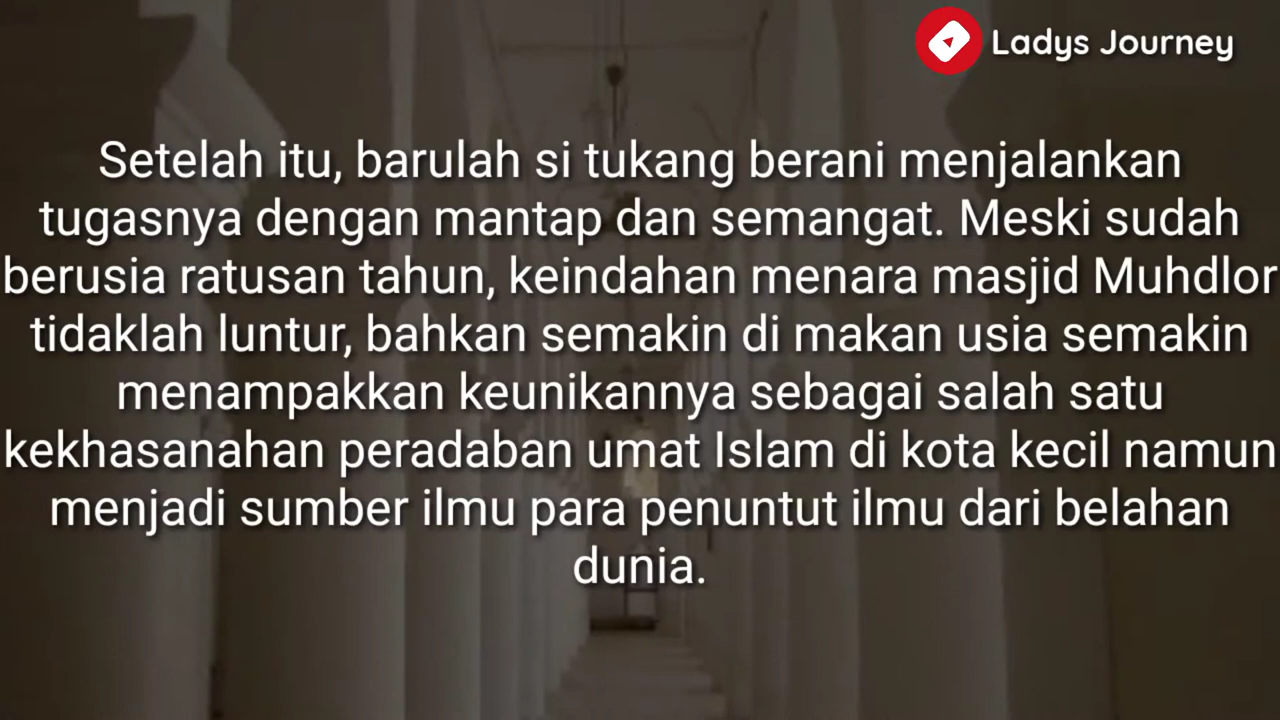 Ladys Journey
Setelah itu, barulah si tukang berani menjalankan
tugasnya dengan mantap dan semangat. Meski sudah
berusia ratusan tahun, keindahan menara masjid Muhdlor
tidaklah luntur, bahkan semakin di makan usia semakin
menampakkan keunikannya sebagai salah satu
kekhasanahan peradaban umat Islam di kota kecil namun
menjadi sumber ilmu para penuntut ilmu dari belahan
dunia.